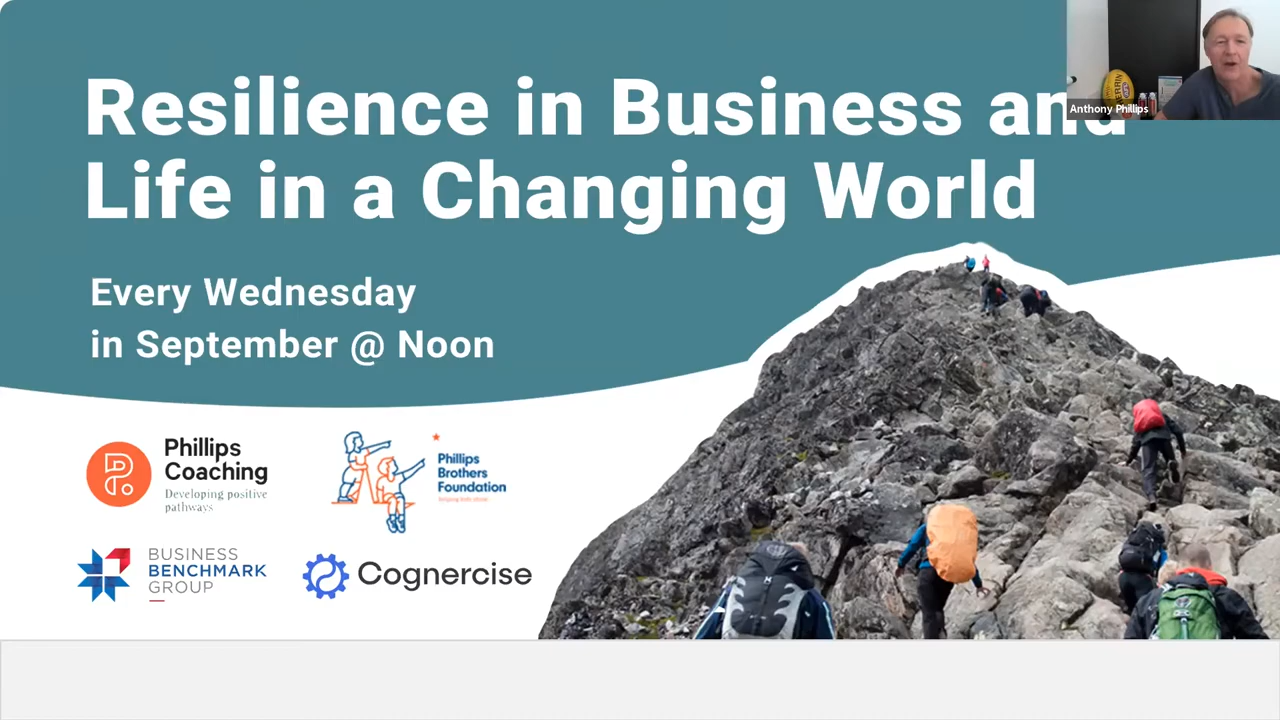 Resilience in Business and
Life in a Changing World
Anthony Phillips
Every Wednesday
in September @ Noon
Phillips
Coaching
Developing positive
pathways
Phillips
Brothers
Foundation
BUSINESS
BENCHMARK
GROUP
Cognercise